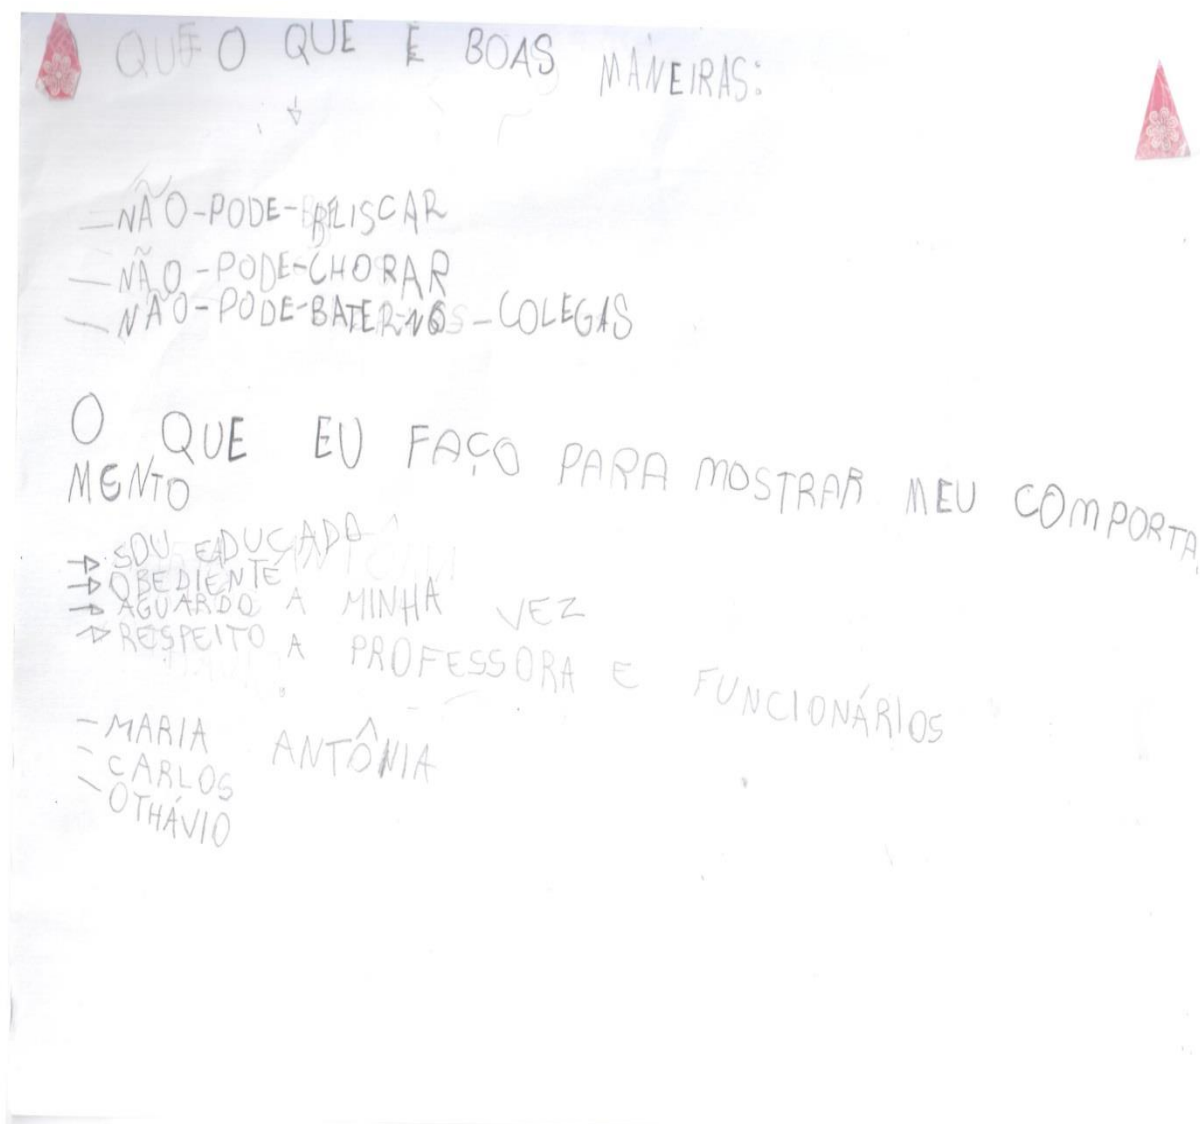 QUE O QUE É BOAS MANEIRAS:
—NÃO-PODE-BELISCAR
—NÃO-PODE-CHORAR
—NÃO-PODE-BATER-NOS-COLEGAS
O QUE EU FAÇO PARA MOSTRAR MEU COMPORTA
MENTO
→ SOU EDUCADO
→ OBEDIENTE
→ AGUARDO A MINHA VEZ
→ RESPEITO A PROFESSORA E FUNCIONÁRIOS
- MARIA ANTÔNIA
- CARLOS
- OTHÁVIO